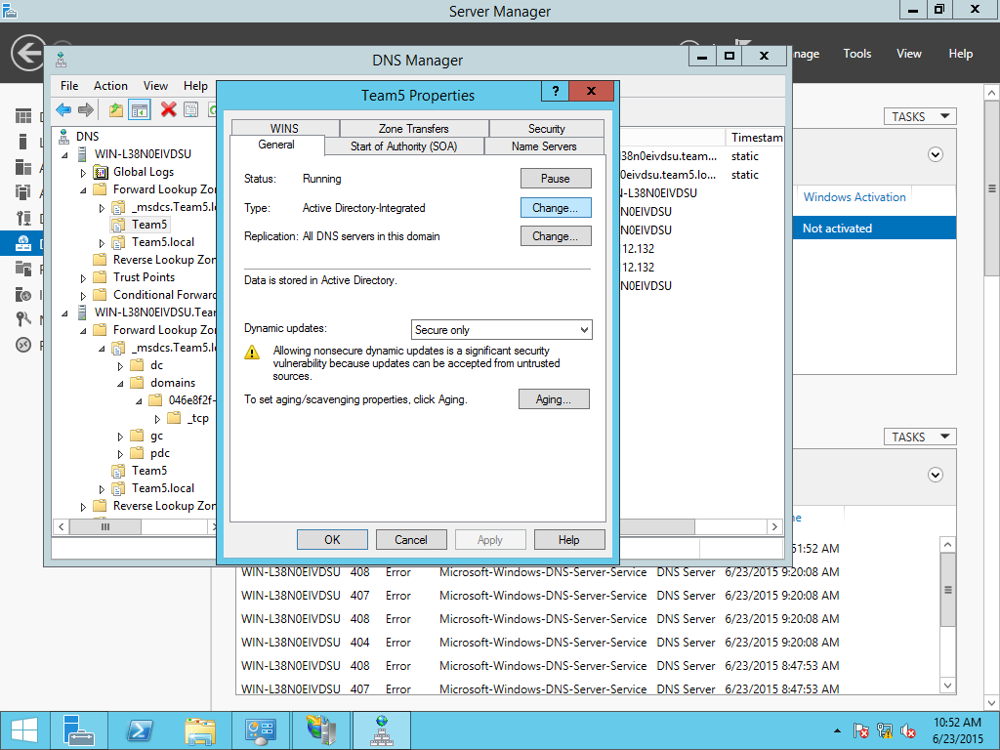 Server Manager
Manage Tools View Help
DNS Manager
File Action View Help
Team5 Properties
?
WINS Zone Transfers Security
General Start of Authority (SOA) Name Servers
Status: Running Pause
Type: Active Directory-Integrated Change...
Replication: All DNS servers in this domain Change...
Data is stored in Active Directory.
Dynamic updates: Secure only
Allowing nonsecure dynamic updates is a significant security
vulnerability because updates can be accepted from untrusted
sources.
To set aging/scavenging properties, click Aging. Aging...
OK Cancel Apply Help
DNS
WIN-L38N0EIVDSU
Global Logs
Forward Lookup Zon
_msdcs.Team5.l
Team5
Team5.local
Reverse Lookup Zon
Trust Points
Conditional Forward
WIN-L38N0EIVDSU.Tear
Forward Lookup Zon
_msdcs.Team5.l
dc
domains
046e8f2f-
_tcp
gc
pdc
Team5
Team5.local
Reverse Lookup Zon
Timestam
38n0eivdsu.team... static
0eivdsu.team5.lo... static
N-L38N0EIVDSU
N0EIVDSU
N0EIVDSU
12.132
12.132
N0EIVDSU
TASKS
Windows Activation
Not activated
TASKS
51:52 AM
WIN-L38N0EIVDSU 408 Error Microsoft-Windows-DNS-Server-Service DNS Server 6/23/2015 9:20:08 AM
WIN-L38N0EIVDSU 407 Error Microsoft-Windows-DNS-Server-Service DNS Server 6/23/2015 9:20:08 AM
WIN-L38N0EIVDSU 408 Error Microsoft-Windows-DNS-Server-Service DNS Server 6/23/2015 9:20:08 AM
WIN-L38N0EIVDSU 404 Error Microsoft-Windows-DNS-Server-Service DNS Server 6/23/2015 9:20:08 AM
WIN-L38N0EIVDSU 408 Error Microsoft-Windows-DNS-Server-Service DNS Server 6/23/2015 8:47:53 AM
WIN-L38N0EIVDSU 407 Error Microsoft-Windows-DNS-Server-Service DNS Server 6/23/2015 8:47:53 AM
10:52 AM
6/23/2015